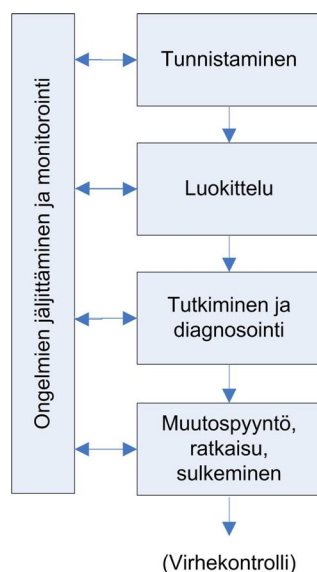 Ongelmien jäljittäminen ja monitorointi
Tunnistaminen
Luokittelu
Tutkiminen ja
diagnosointi
Muutospyyntö,
ratkaisu,
sulkeminen
(Virhekontrolli)